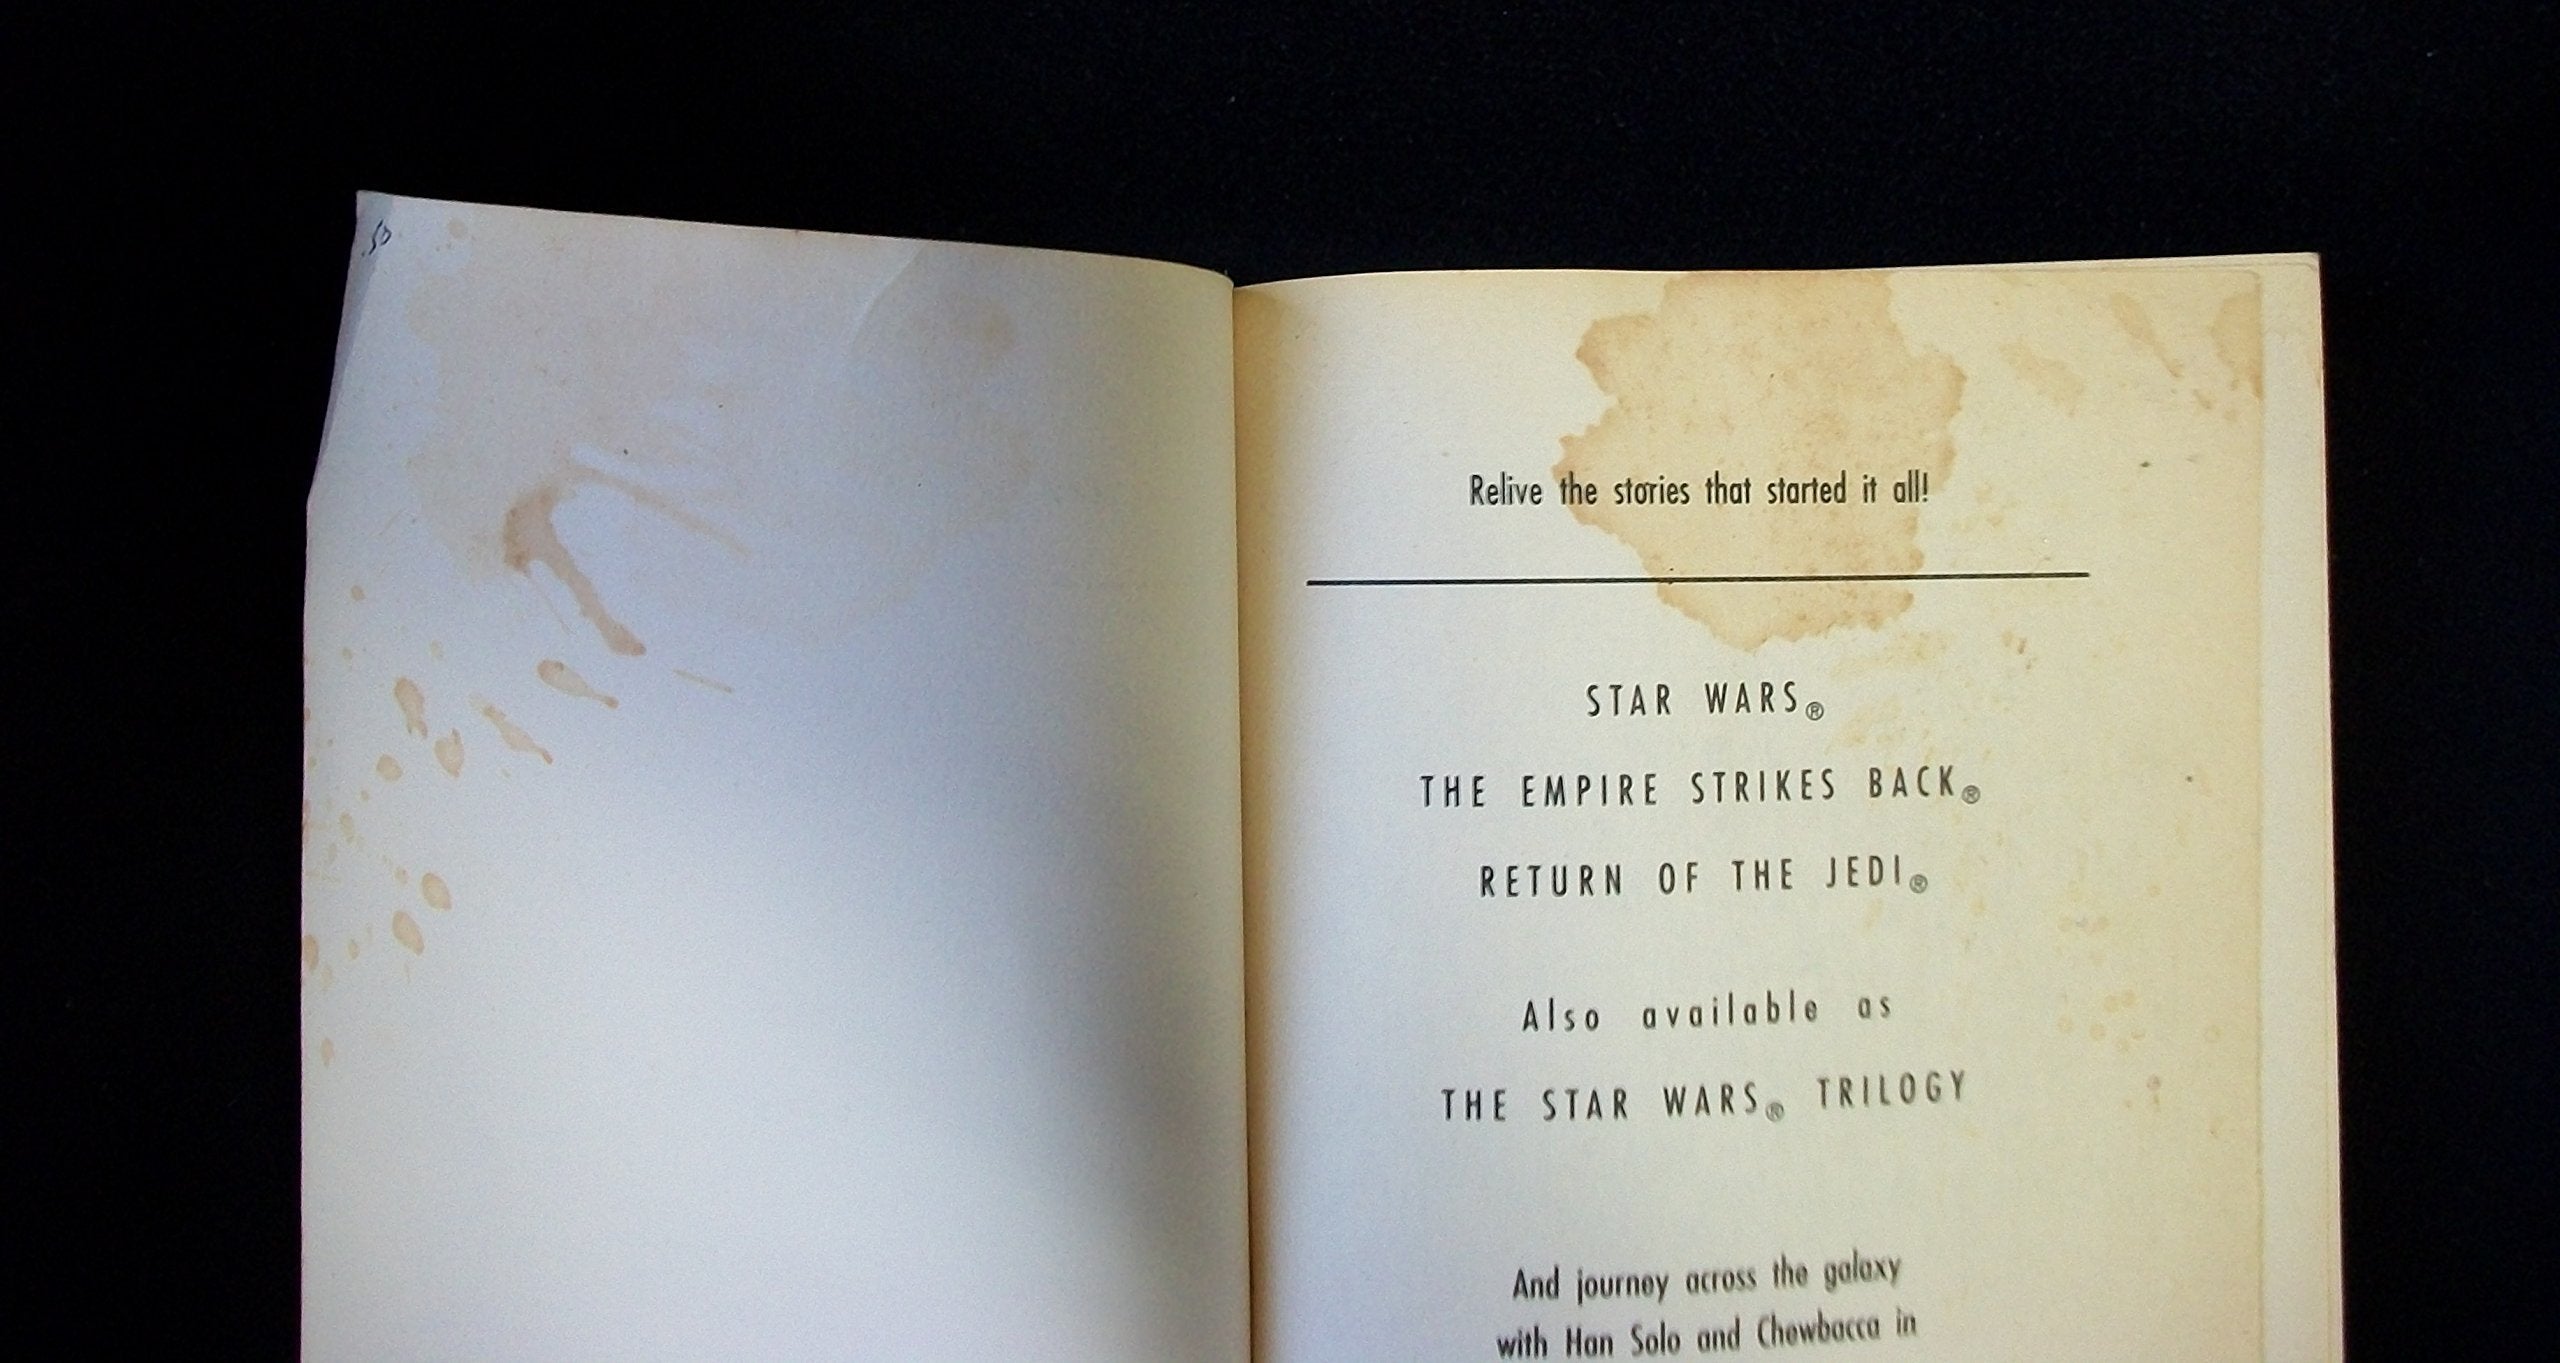 .50
Relive the stories that started it all!
STAR WARS®
THE EMPIRE STRIKES BACK®
RETURN OF THE JEDI®
Also available as
THE STAR WARS® TRILOGY
And journey across the galaxy
with Han Solo and Chewbacca in